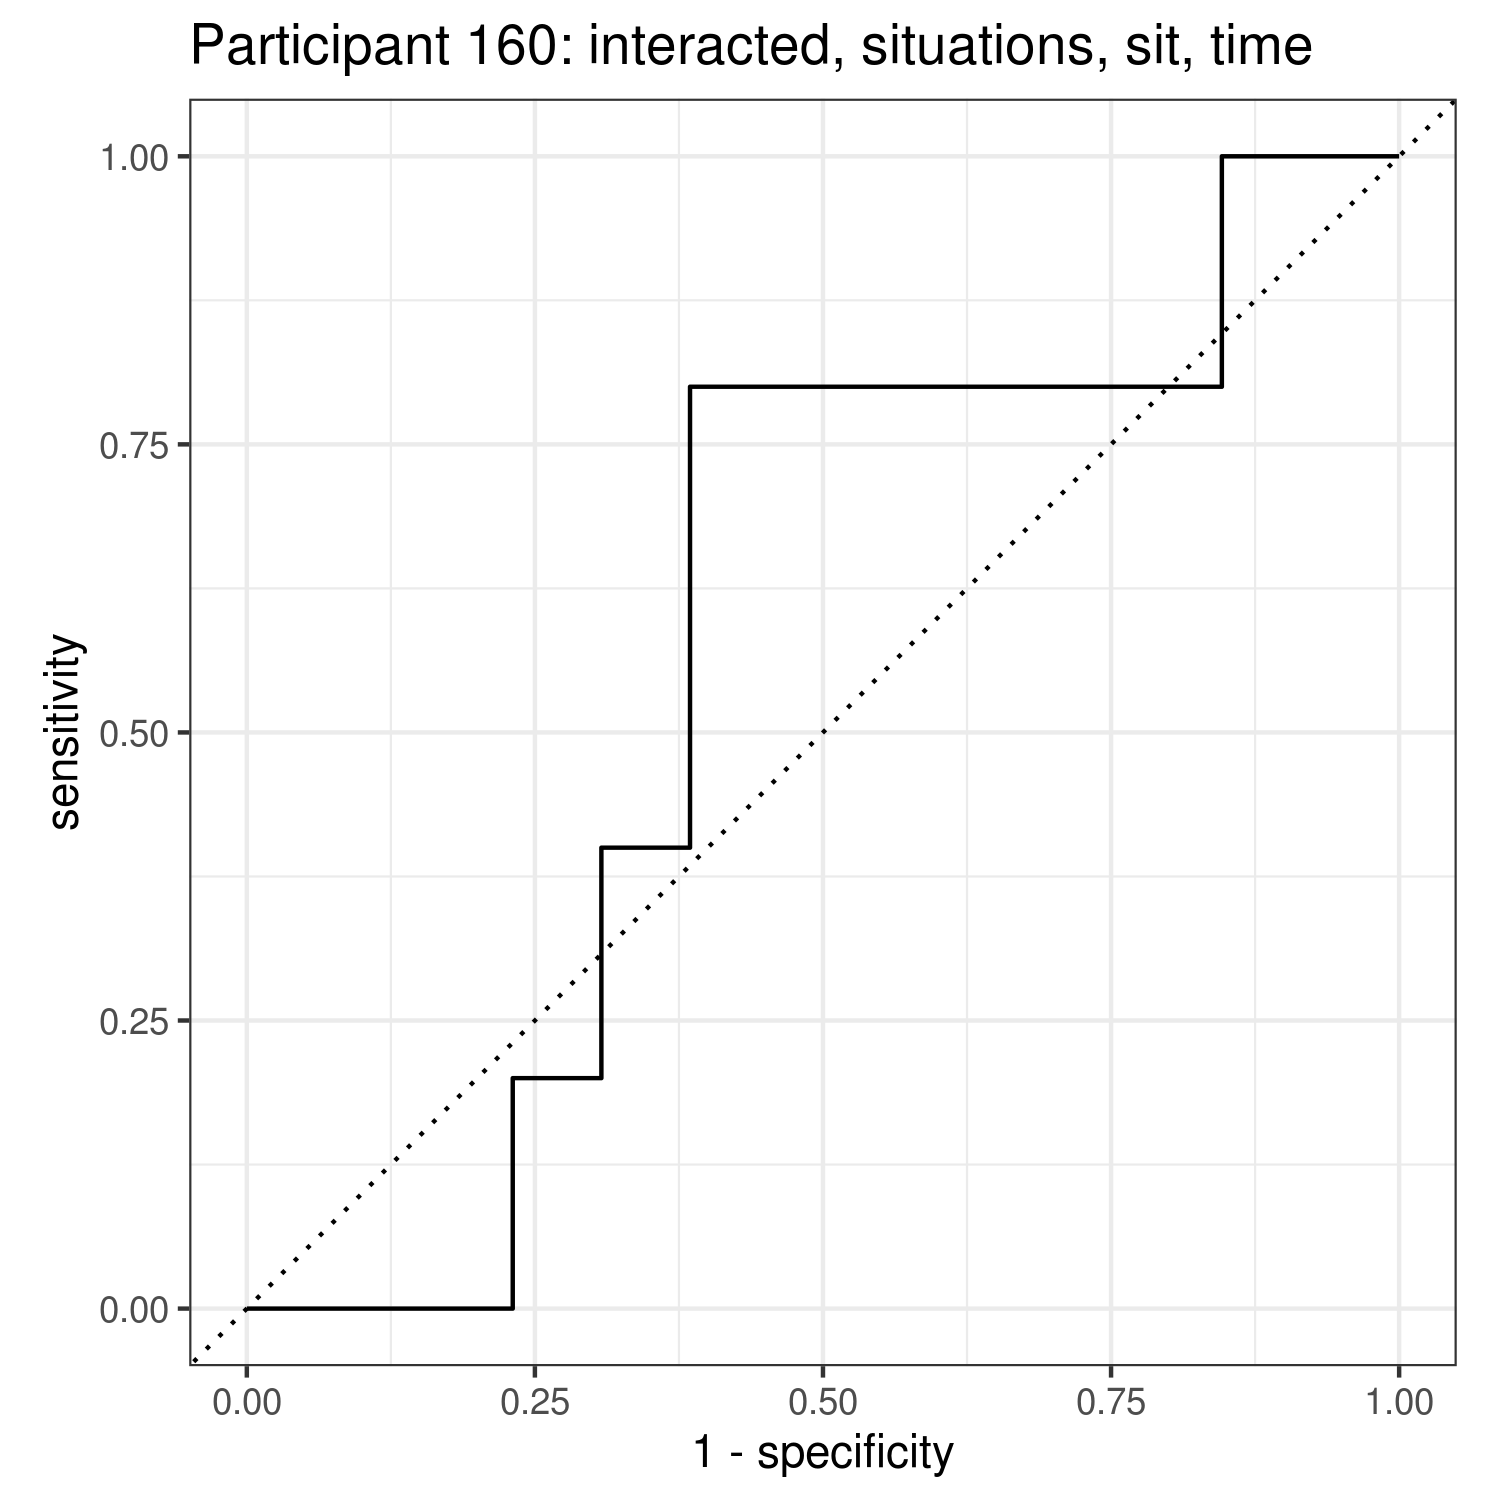 Participant 160: interacted, situations, sit, time
1.00
0.75
0.50
0.25
0.00
sensitivity
0.00 0.25 0.50 0.75 1.00
1 - specificity